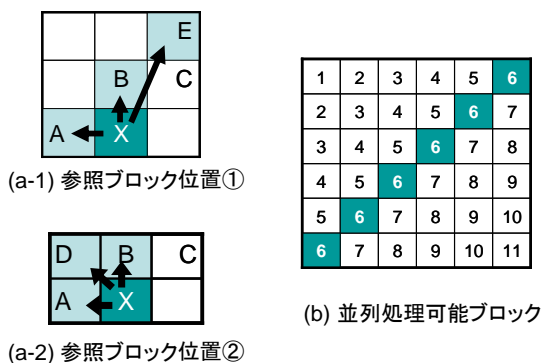 E
B C
A X
(a-1) 参照ブロック位置①
D B C
A X
(a-2) 参照ブロック位置②
1 2 3 4 5 6
2 3 4 5 6 7
3 4 5 6 7 8
4 5 6 7 8 9
5 6 7 8 9 10
6 7 8 9 10 11
(b) 並列処理可能ブロック